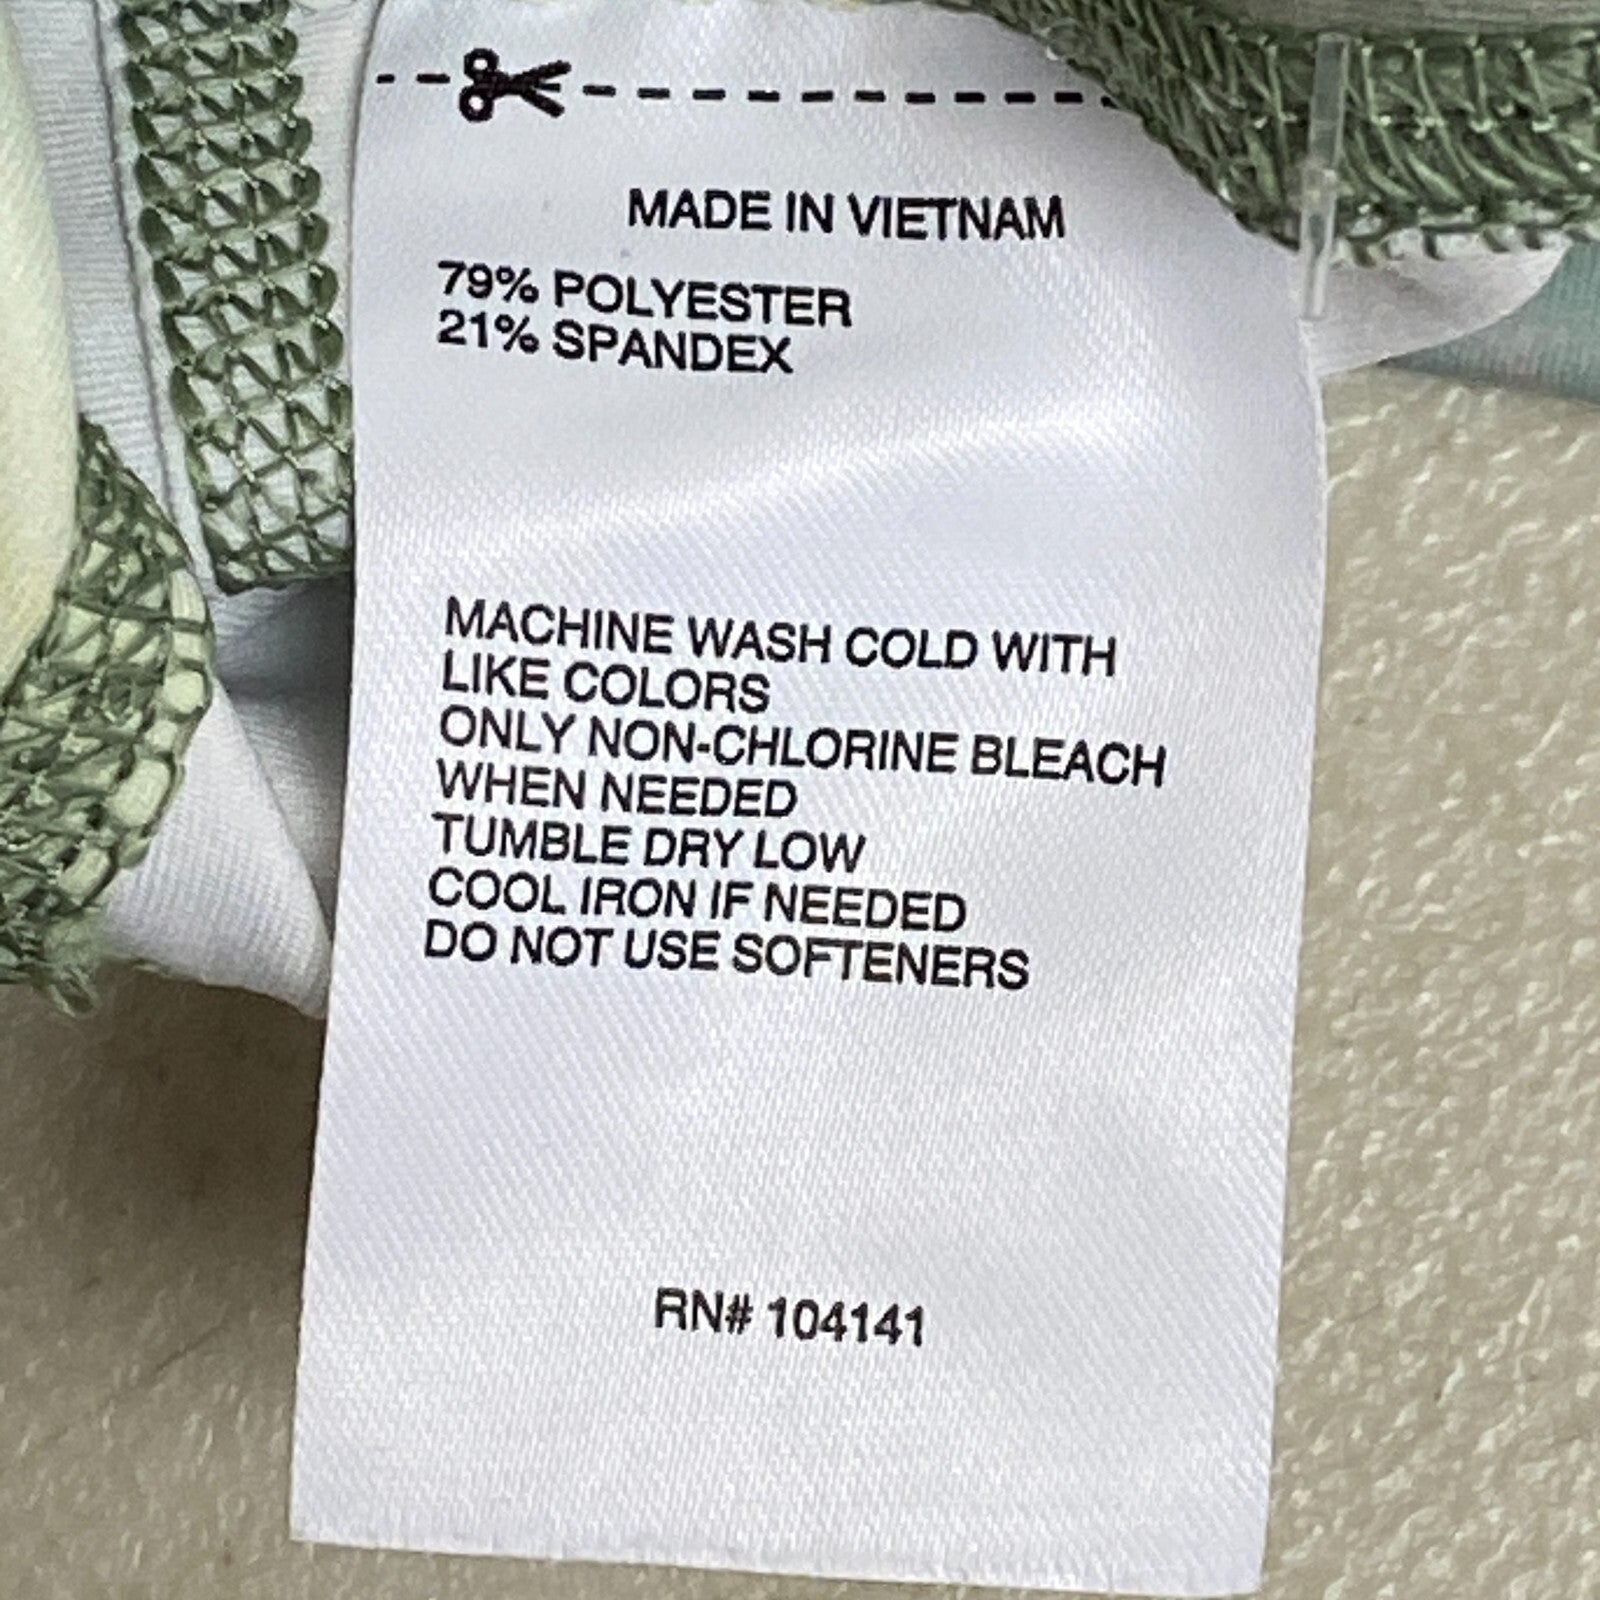 MADE IN VIETNAM
79% POLYESTER
21% SPANDEX
MACHINE WASH COLD WITH
LIKE COLORS
ONLY NON-CHLORINE BLEACH
WHEN NEEDED
TUMBLE DRY LOW
COOL IRON IF NEEDED
DO NOT USE SOFTENERS
RN# 104141